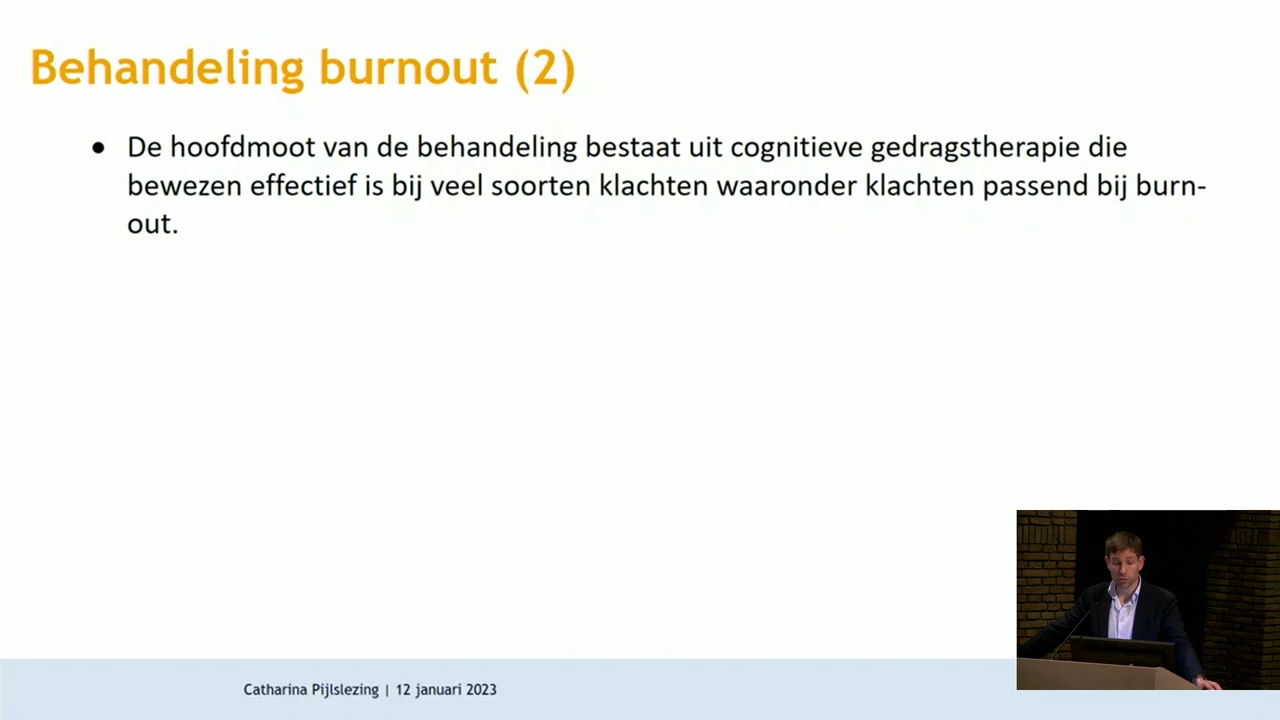 Behandeling burnout (2)
• De hoofdmoot van de behandeling bestaat uit cognitieve gedragstherapie die
bewezen effectief is bij veel soorten klachten waaronder klachten passend bij burn-
out.
Catharina Pijlslezing | 12 januari 2023